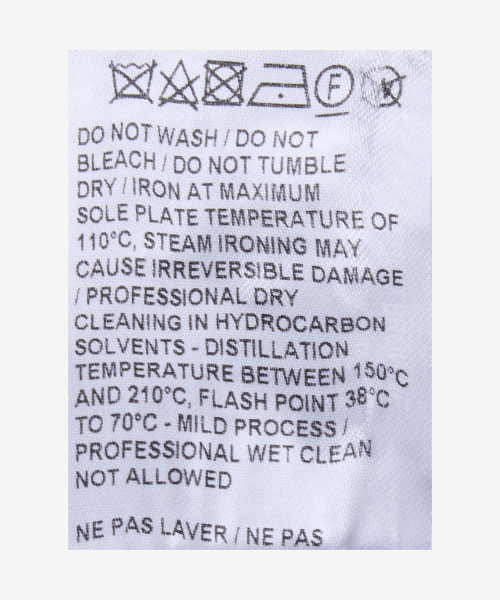 F
DO NOT WASH / DO NOT
BLEACH / DO NOT TUMBLE
DRY / IRON AT MAXIMUM
SOLE PLATE TEMPERATURE OF
110°C, STEAM IRONING MAY
CAUSE IRREVERSIBLE DAMAGE
/ PROFESSIONAL DRY
CLEANING IN HYDROCARBON
SOLVENTS - DISTILLATION
TEMPERATURE BETWEEN 150°C
AND 210°C, FLASH POINT 38°C
TO 70°C - MILD PROCESS /
PROFESSIONAL WET CLEAN
NOT ALLOWED
NE PAS LAVER / NE PAS